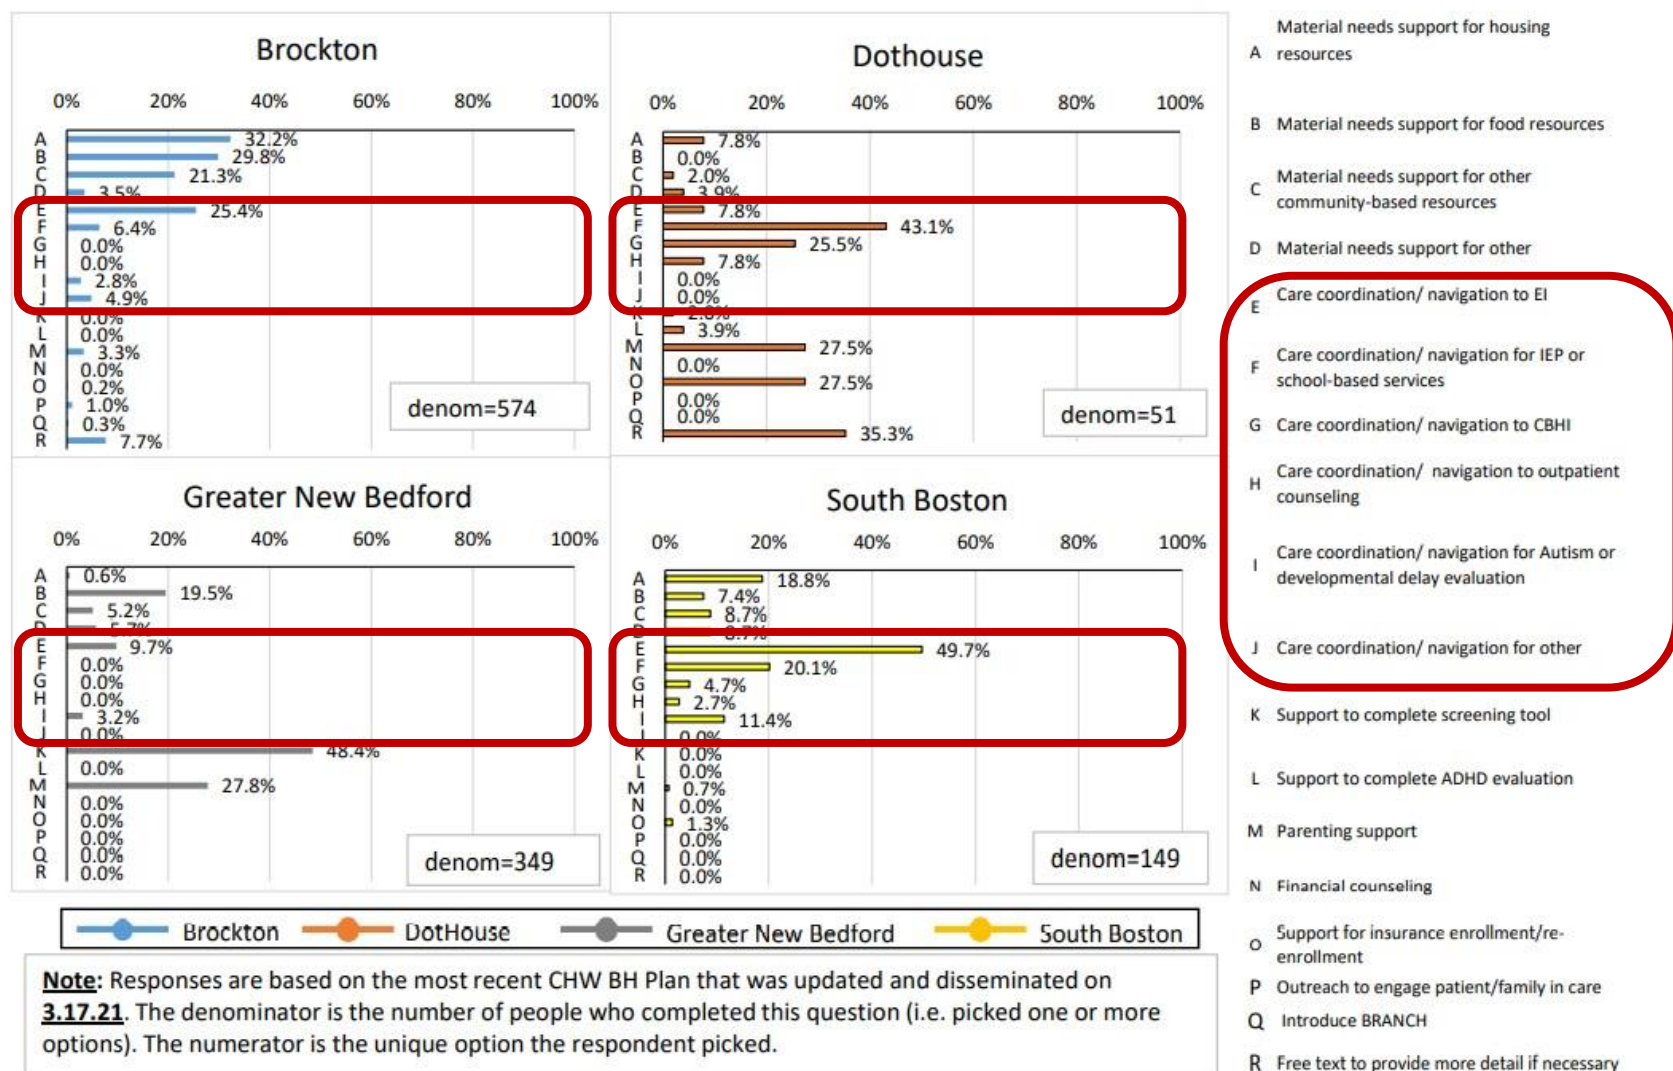 Brockton
0% 20% 40% 60% 80% 100%
A 32.2%
B 29.8%
C 21.3%
D 3.5%
E 25.4%
F 6.4%
G 0.0%
H 0.0%
I 2.8%
J 4.9%
K 0.0%
L 0.0%
M 3.3%
N 0.0%
O 0.2%
P 1.0%
Q 0.3%
R 7.7%
denom=574
Dothouse
0% 20% 40% 60% 80% 100%
A 7.8%
B 0.0%
C 2.0%
D 3.9%
E 7.8%
F 43.1%
G 25.5%
H 7.8%
I 0.0%
J 0.0%
K 2.0%
L 3.9%
M 27.5%
N 0.0%
O 27.5%
P 0.0%
Q 0.0%
R 35.3%
denom=51
Greater New Bedford
0% 20% 40% 60% 80% 100%
A 0.6%
B 19.5%
C 5.2%
D 5.7%
E 9.7%
F 0.0%
G 0.0%
H 0.0%
I 3.2%
J 0.0%
K 48.4%
L 0.0%
M 27.8%
N 0.0%
O 0.0%
P 0.0%
Q 0.0%
R 0.0%
denom=349
South Boston
0% 20% 40% 60% 80% 100%
A 18.8%
B 7.4%
C 8.7%
D 8.7%
E 49.7%
F 20.1%
G 4.7%
H 2.7%
I 11.4%
J 0.0%
K 0.0%
L 0.0%
M 0.7%
N 0.0%
O 1.3%
P 0.0%
Q 0.0%
R 0.0%
denom=149
Brockton DotHouse Greater New Bedford South Boston
Note: Responses are based on the most recent CHW BH Plan that was updated and disseminated on
3.17.21. The denominator is the number of people who completed this question (i.e. picked one or more
options). The numerator is the unique option the respondent picked.
Material needs support for housing
A resources
B Material needs support for food resources
Material needs support for other
C community-based resources
D Material needs support for other
E Care coordination/ navigation to EI
Care coordination/ navigation for IEP or
F school-based services
G Care coordination/ navigation to CBHI
Care coordination/ navigation to outpatient
H counseling
Care coordination/ navigation for Autism or
I developmental delay evaluation
J Care coordination/ navigation for other
K Support to complete screening tool
L Support to complete ADHD evaluation
M Parenting support
N Financial counseling
Support for insurance enrollment/re-
O enrollment
P Outreach to engage patient/family in care
Q Introduce BRANCH
R Free text to provide more detail if necessary